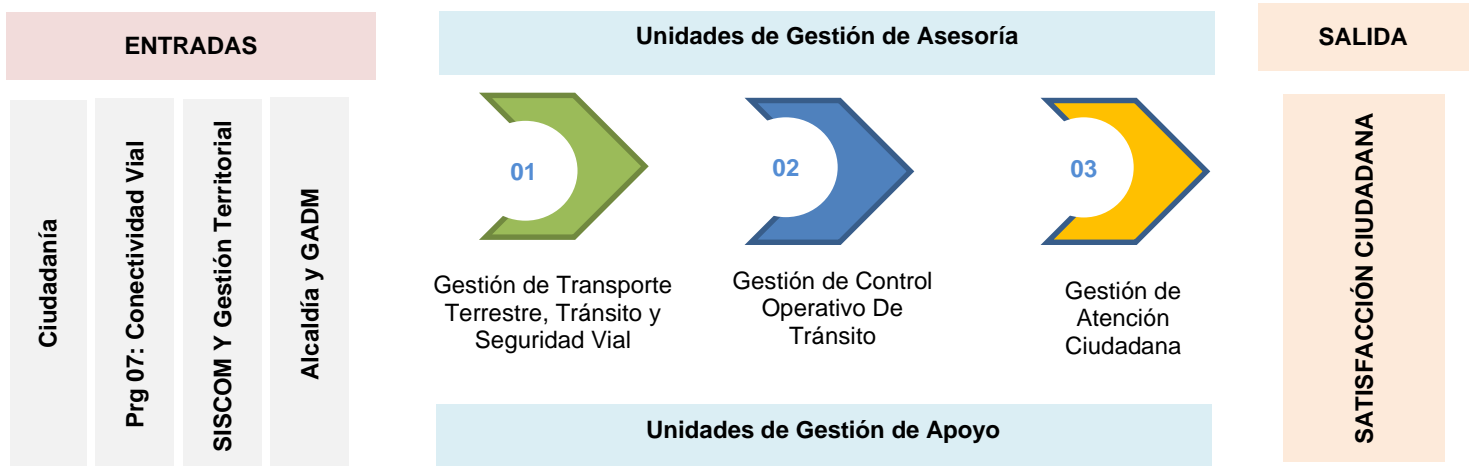 ENTRADAS
Ciudadanía
Prg 07: Conectividad Vial
SISCOM Y Gestión Territorial
Alcaldía y GADM
Unidades de Gestión de Asesoría
01
02
03
Gestión de Transporte
Terrestre, Tránsito y
Seguridad Vial
Gestión de Control
Operativo De
Tránsito
Gestión de
Atención
Ciudadana
Unidades de Gestión de Apoyo
SALIDA
SATISFACCIÓN CIUDADANA